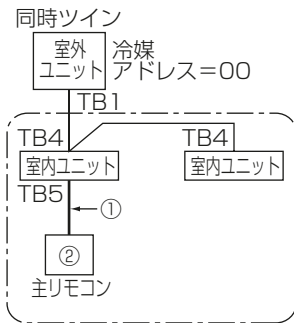 同時ツイン
室外
ユニット
冷媒
アドレス=00
TB1
TB4
TB4
室内ユニット
室内ユニット
TB5
①
②
主リモコン